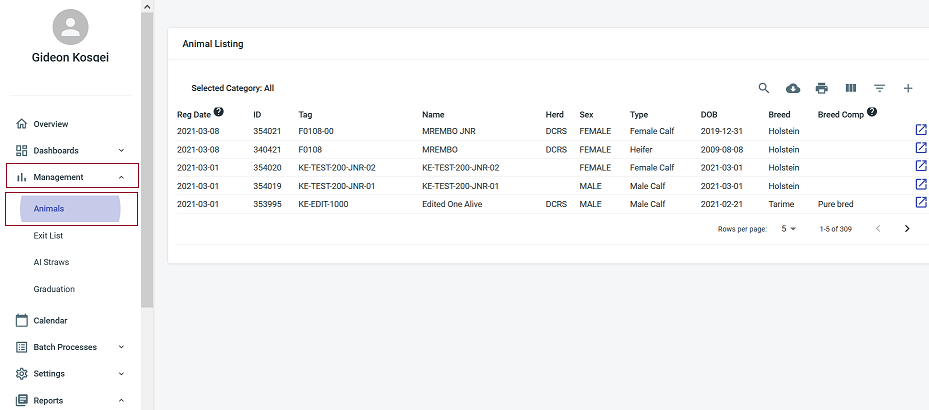 Gideon Kosgei
Overview
Dashboards
Management
Animals
Exit List
AI Straws
Graduation
Calendar
Batch Processes
Settings
Reports
Animal Listing
Selected Category: All
Reg Date ? ID Tag Name Herd Sex Type DOB Breed Breed Comp ?
2021-03-08 354021 F0108-00 MREMBO JNR DCRS FEMALE Female Calf 2019-12-31 Holstein
2021-03-08 340421 F0108 MREMBO DCRS FEMALE Heifer 2009-08-08 Holstein
2021-03-01 354020 KE-TEST-200-JNR-02 KE-TEST-200-JNR-02 FEMALE Female Calf 2021-03-01 Holstein
2021-03-01 354019 KE-TEST-200-JNR-01 KE-TEST-200-JNR-01 MALE Male Calf 2021-03-01 Holstein
2021-03-01 353995 KE-EDIT-1000 Edited One Alive DCRS MALE Male Calf 2021-02-21 Tarime Pure bred
Rows per page: 5 1-5 of 309